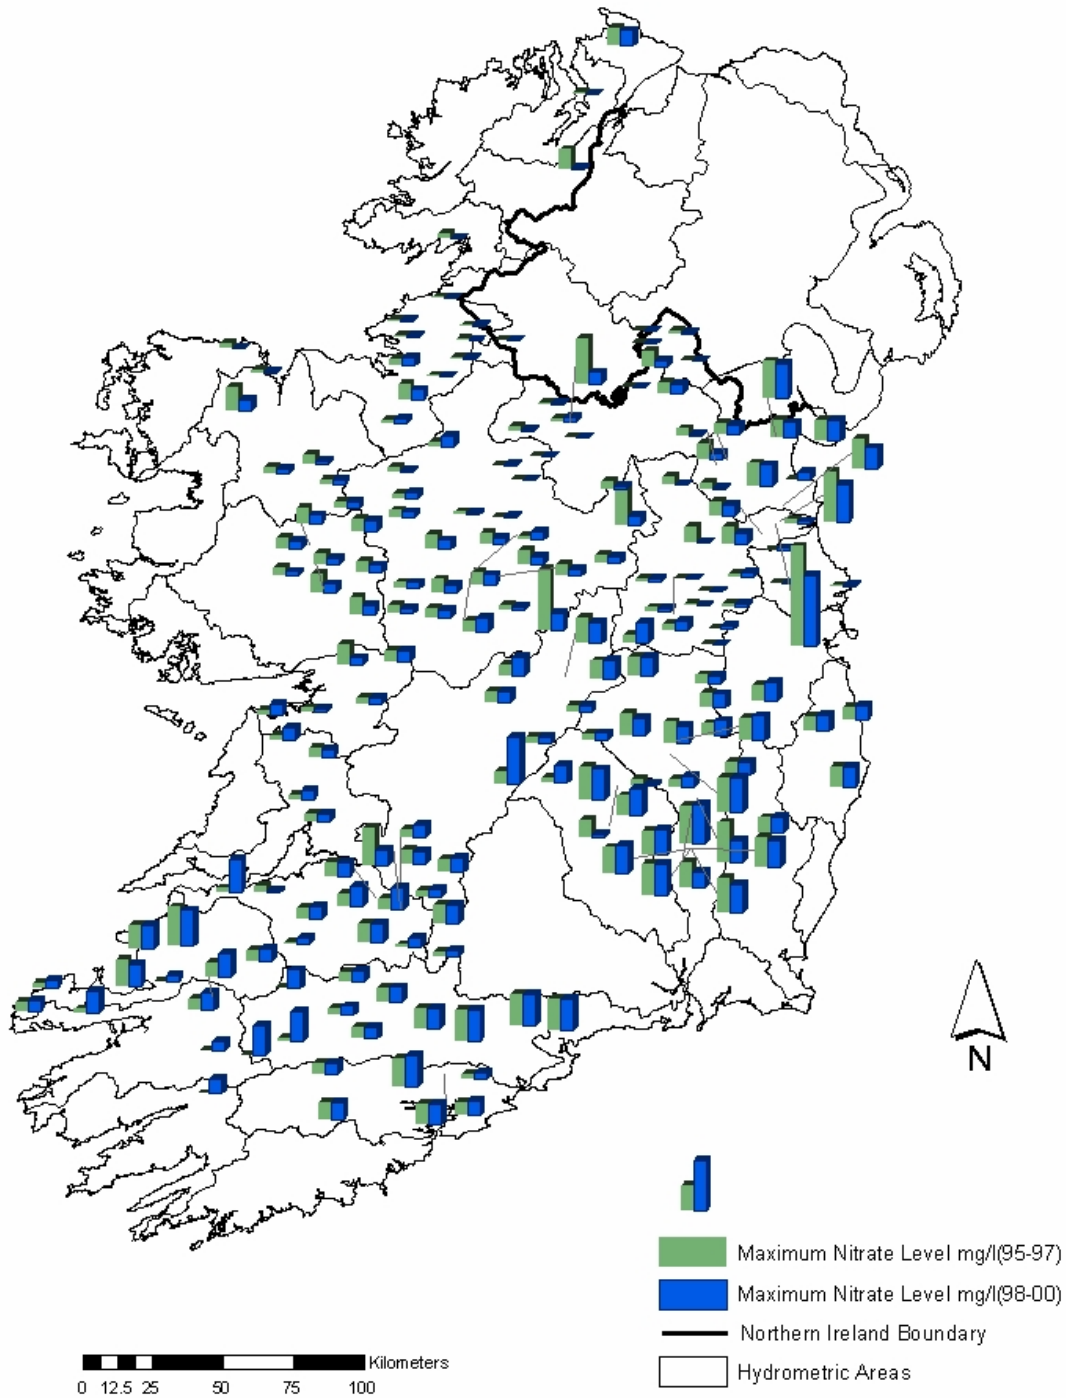 N
Maximum Nitrate Level mg/l(95-97)
Maximum Nitrate Level mg/l(98-00)
Northern Ireland Boundary
Hydrometric Areas
Kilometers
0 12.5 25 50 75 100